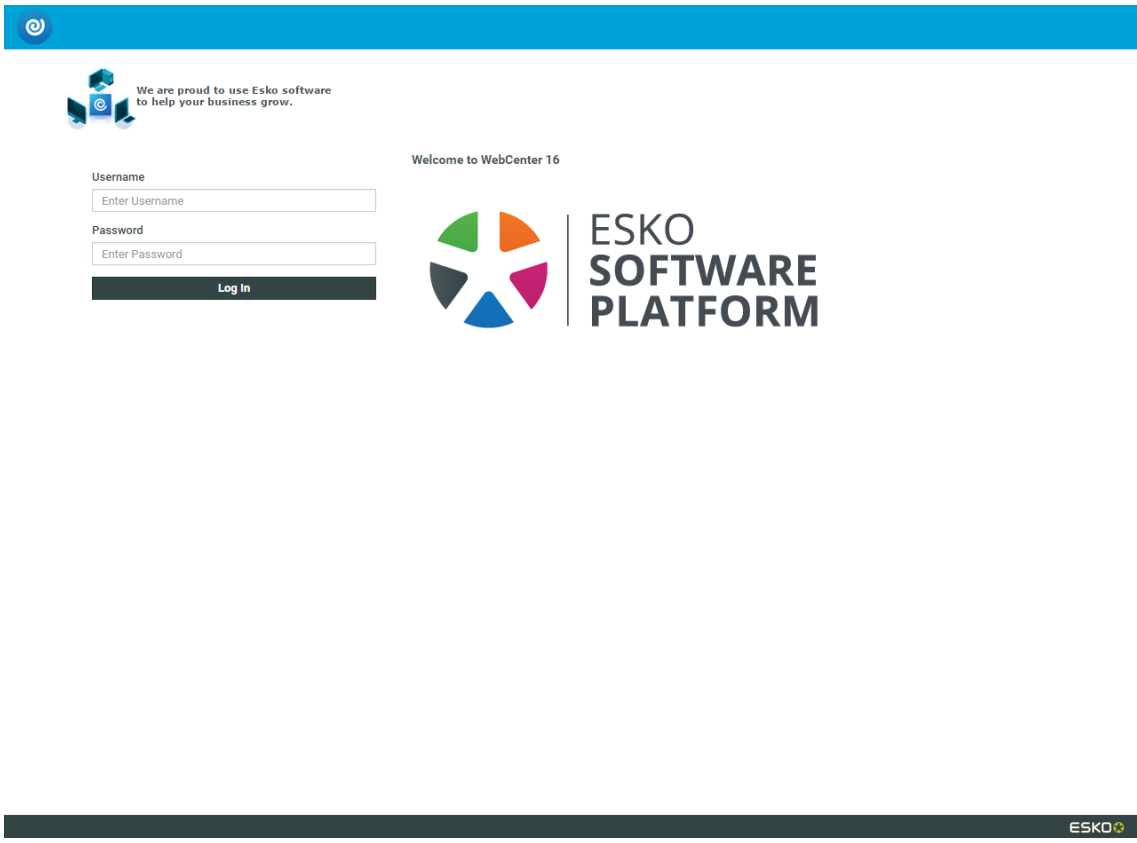 We are proud to use Esko software
to help your business grow.
Welcome to WebCenter 16
Username
Enter Username
Password
Enter Password
Log In
ESKO
SOFTWARE
PLATFORM
ESKO